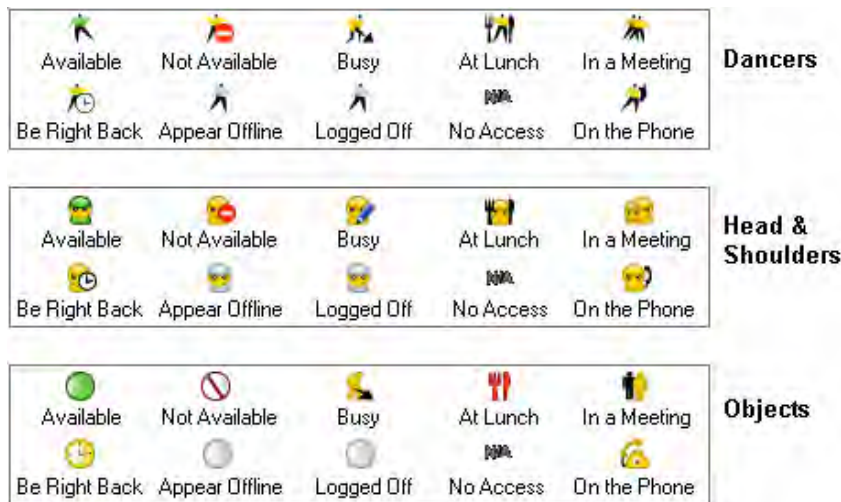 Available Not Available Busy At Lunch In a Meeting
Dancers
N/A
Be Right Back Appear Offline Logged Off No Access On the Phone
Available Not Available Busy At Lunch In a Meeting
Head &
Shoulders
N/A
Be Right Back Appear Offline Logged Off No Access On the Phone
Available Not Available Busy At Lunch In a Meeting
Objects
N/A
Be Right Back Appear Offline Logged Off No Access On the Phone